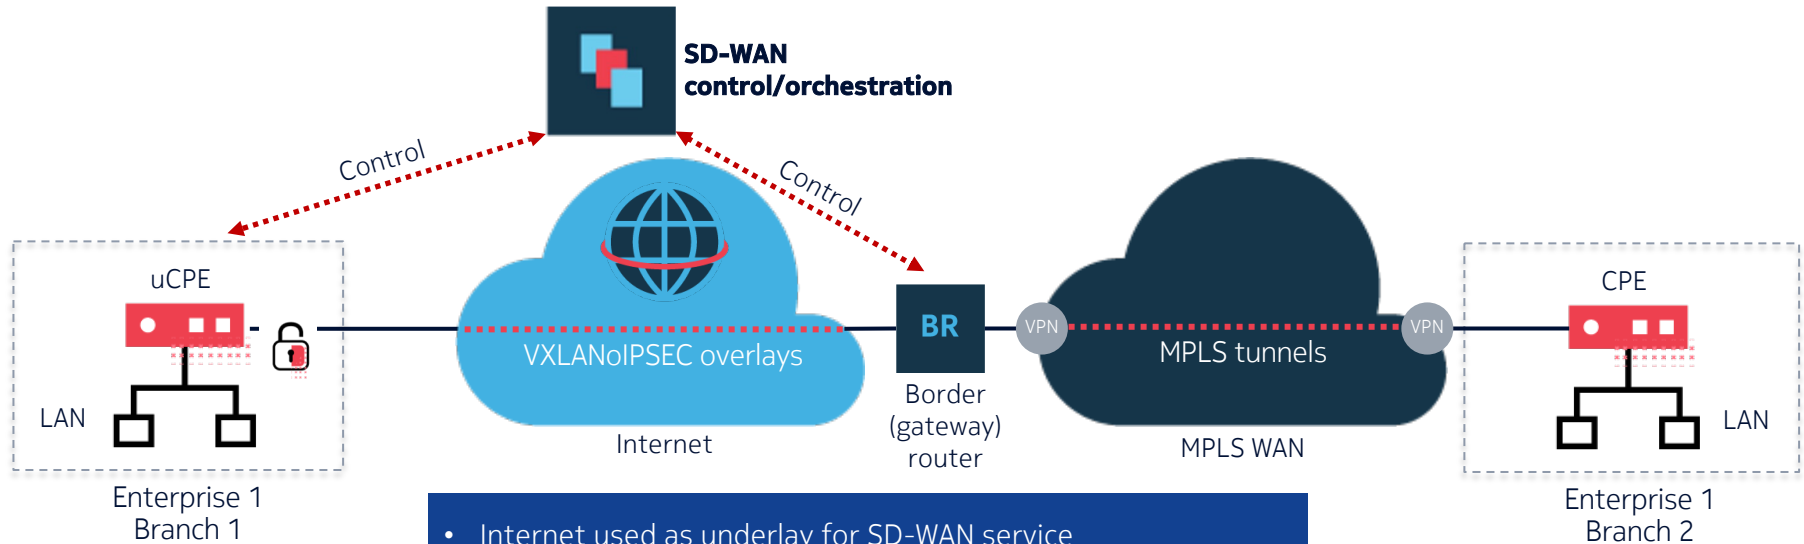 SD-WAN
control/orchestration
Control
Control
uCPE
LAN
Enterprise 1
Branch 1
VXLANoIPSEC overlays
Internet
BR
Border
(gateway)
router
VPN
MPLS tunnels
VPN
MPLS WAN
CPE
LAN
Enterprise 1
Branch 2
• Internet used as underlay for SD-WAN service